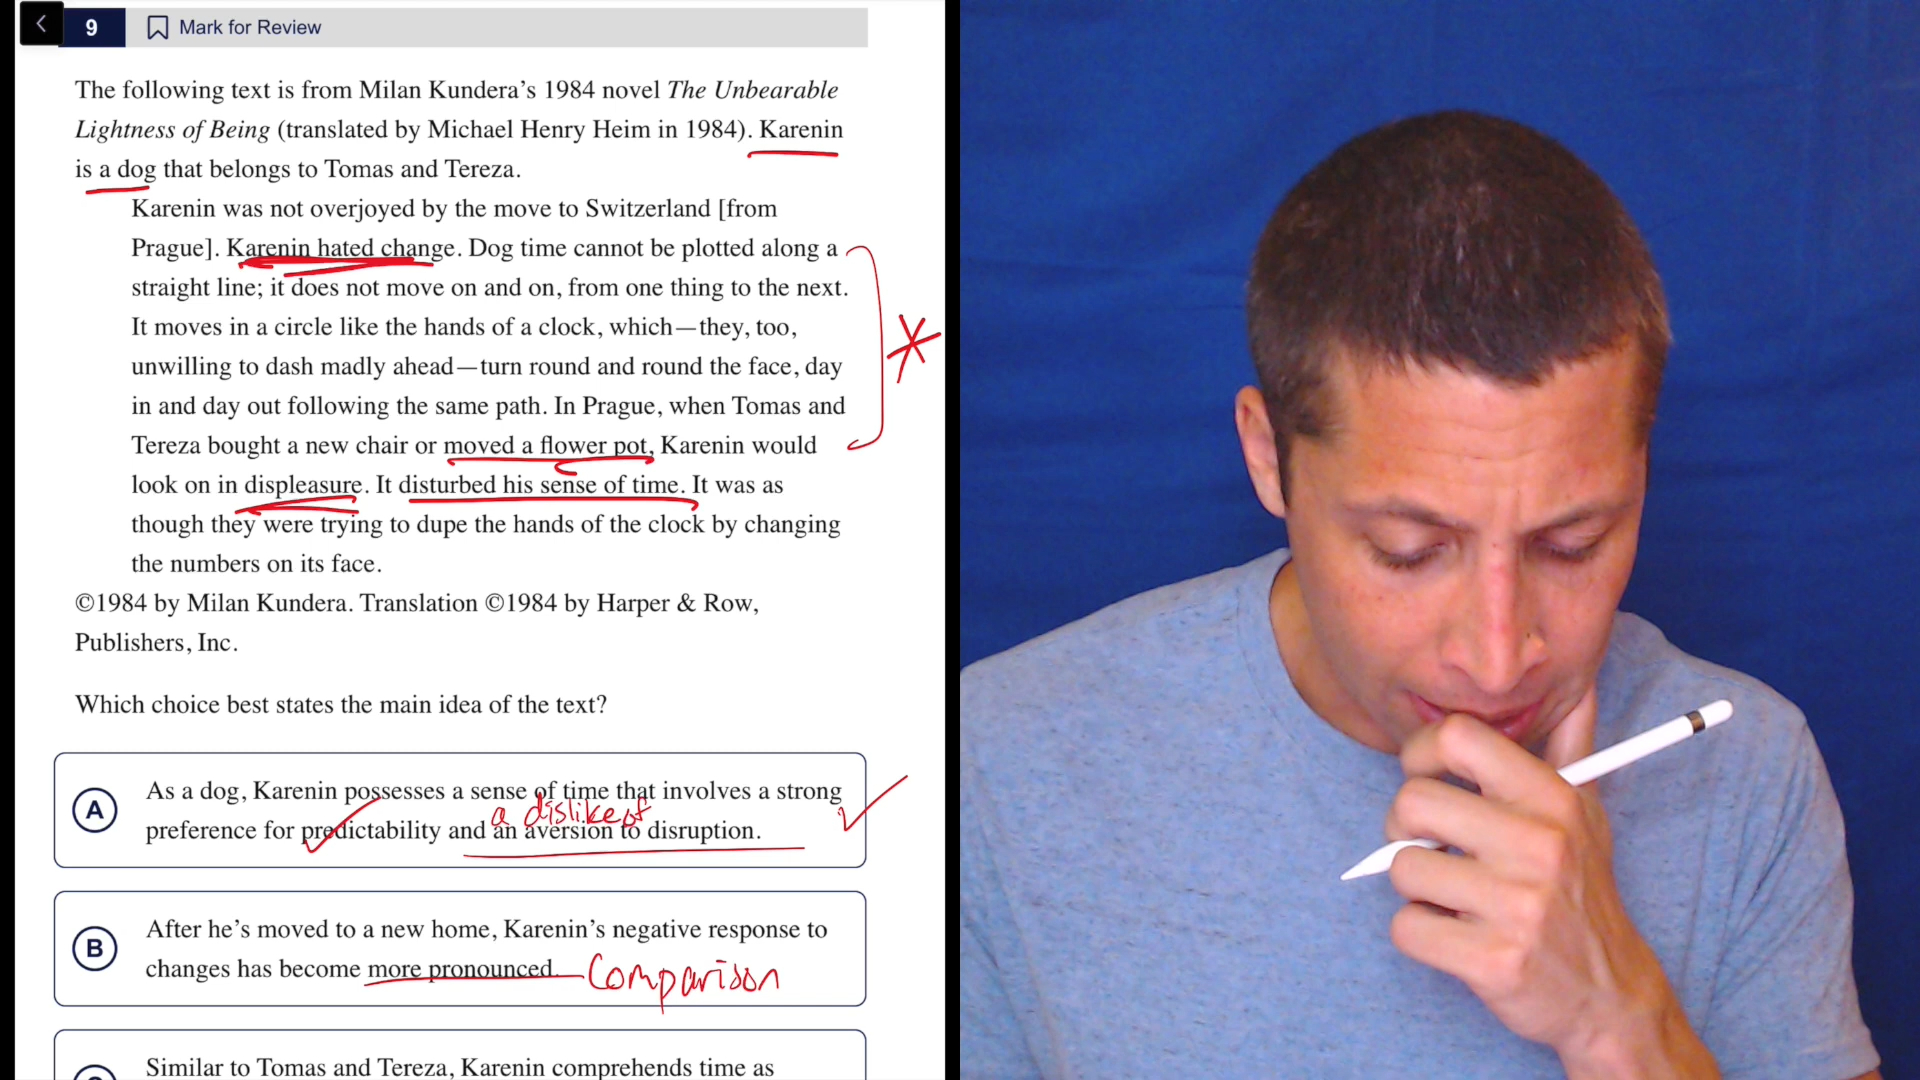 9 Mark for Review
The following text is from Milan Kundera’s 1984 novel The Unbearable
Lightness of Being (translated by Michael Henry Heim in 1984). Karenin
is a dog that belongs to Tomas and Tereza.
Karenin was not overjoyed by the move to Switzerland [from
Prague]. Karenin hated change. Dog time cannot be plotted along a
straight line; it does not move on and on, from one thing to the next.
It moves in a circle like the hands of a clock, which—they, too,
unwilling to dash madly ahead—turn round and round the face, day
in and day out following the same path. In Prague, when Tomas and
Tereza bought a new chair or moved a flower pot, Karenin would
look on in displeasure. It disturbed his sense of time. It was as
though they were trying to dupe the hands of the clock by changing
the numbers on its face.
©1984 by Milan Kundera. Translation ©1984 by Harper & Row,
Publishers, Inc.
Which choice best states the main idea of the text?
A As a dog, Karenin possesses a sense of time that involves a strong
a dislike of
preference for predictability and an aversion to disruption.
B After he’s moved to a new home, Karenin’s negative response to
changes has become more pronounced. Comparison
Similar to Tomas and Tereza, Karenin comprehends time as